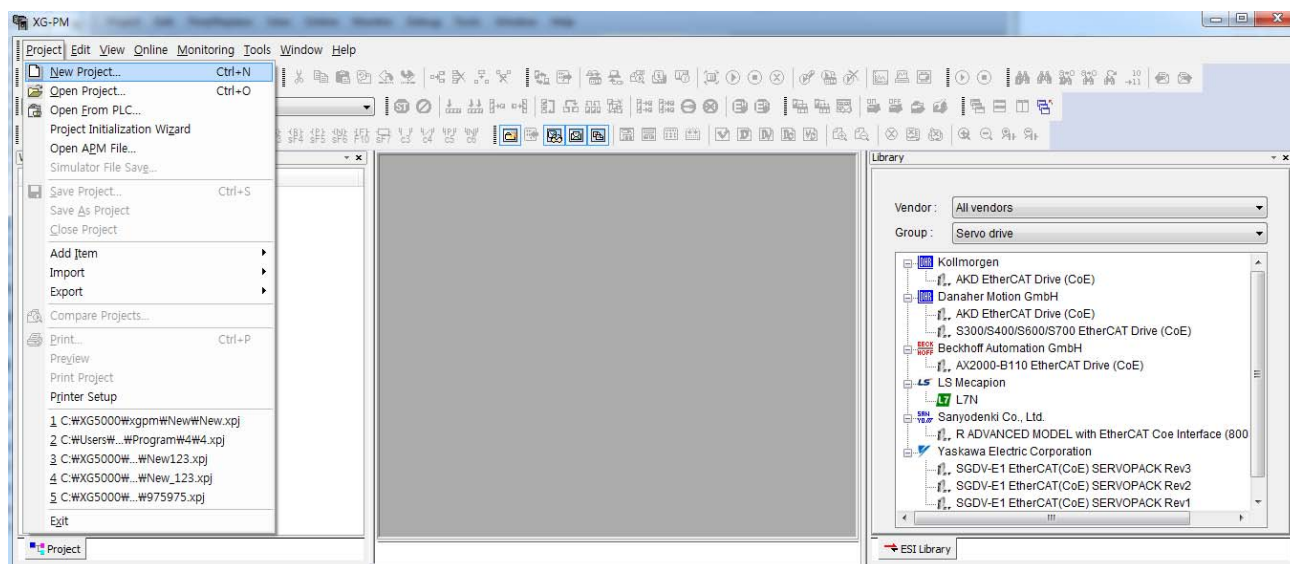 XG-PM
Project Edit View Online Monitoring Tools Window Help
New Project... Ctrl+N
Open Project... Ctrl+O
Open From PLC...
Project Initialization Wizard
Open APM File...
Simulator File Save...
Save Project... Ctrl+S
Save As Project
Close Project
Add Item
Import
Export
Compare Projects...
Print... Ctrl+P
Preview
Print Project
Printer Setup
1 C:₩XG5000₩xgpm₩New₩New.xpj
2 C:₩Users₩...₩Program₩4₩4.xpj
3 C:₩XG5000₩...₩New123.xpj
4 C:₩XG5000₩...₩New_123.xpj
5 C:₩XG5000₩...₩975975.xpj
Exit
Project
Library
Vendor : All vendors
Group : Servo drive
Kollmorgen
AKD EtherCAT Drive (CoE)
Danaher Motion GmbH
AKD EtherCAT Drive (CoE)
S300/S400/S600/S700 EtherCAT Drive (CoE)
BECKHOFF Beckhoff Automation GmbH
AX2000-B110 EtherCAT Drive (CoE)
LS LS Mecapion
L7 L7N
Sanyodenki Co., Ltd.
R ADVANCED MODEL with EtherCAT Coe Interface (800
Yaskawa Electric Corporation
SGDV-E1 EtherCAT(CoE) SERVOPACK Rev3
SGDV-E1 EtherCAT(CoE) SERVOPACK Rev2
SGDV-E1 EtherCAT(CoE) SERVOPACK Rev1
ESI Library